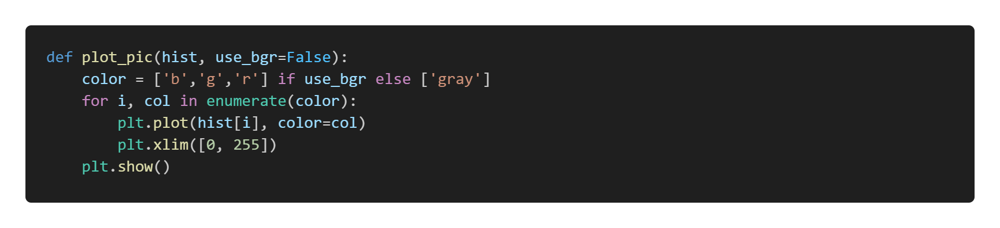 def plot_pic(hist, use_bgr=False):
    color = ['b','g','r'] if use_bgr else ['gray']
    for i, col in enumerate(color):
        plt.plot(hist[i], color=col)
        plt.xlim([0, 255])
    plt.show()